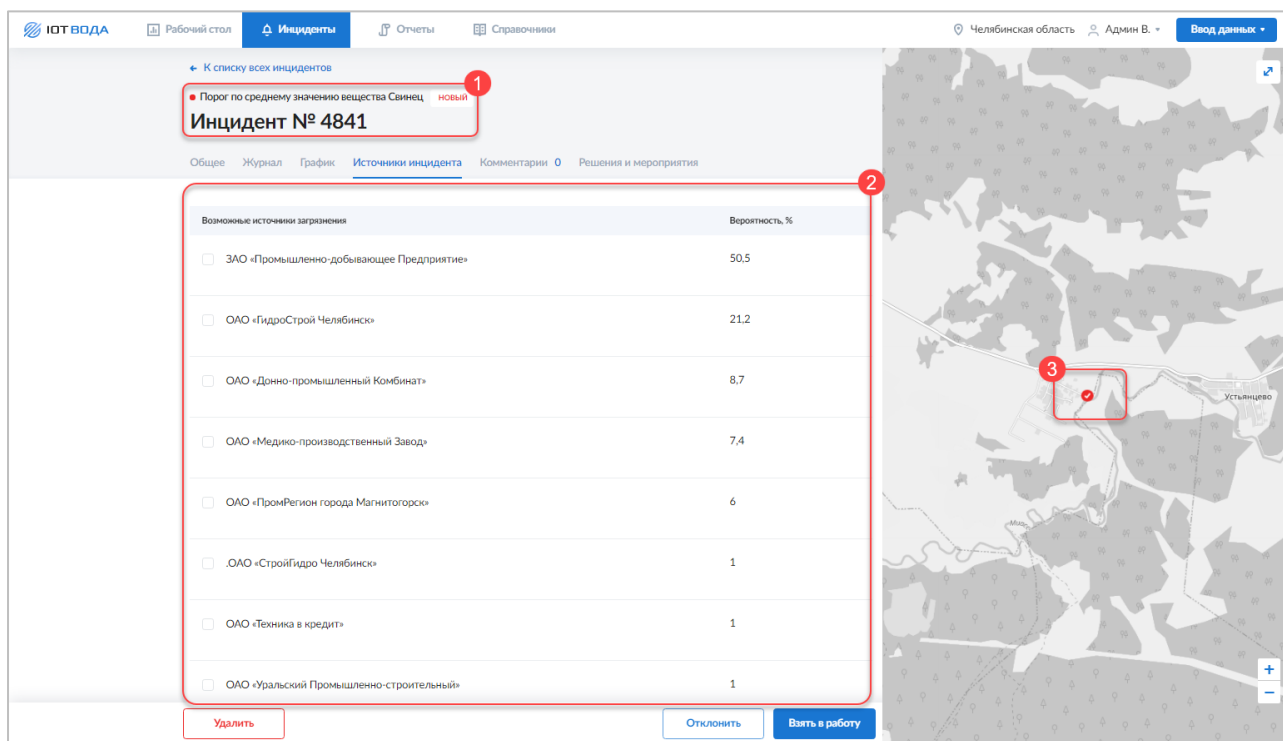 IOT ВОДА Рабочий стол Инциденты Отчеты Справочники Челябинская область Админ В. Ввод данных
К списку всех инцидентов
1
Порог по среднему значению вещества Свинец новый
Инцидент № 4841
Общее Журнал График Источники инцидента Комментарии 0 Решения и мероприятия
2
Возможные источники загрязнения Вероятность, %
ЗАО «Промышленно-добывающее Предприятие» 50,5
ОАО «ГидроСтрой Челябинск» 21,2
3
ОАО «Донно-промышленный Комбинат» 8,7
Устьянцево
ОАО «Медико-производственный Завод» 7,4
ОАО «ПромРегион города Магнитогорск» 6
Миасс
.ОАО «СтройГидро Челябинск» 1
ОАО «Техника в кредит» 1
ОАО «Уральский Промышленно-строительный» 1
+
−
Удалить Отклонить Взять в работу